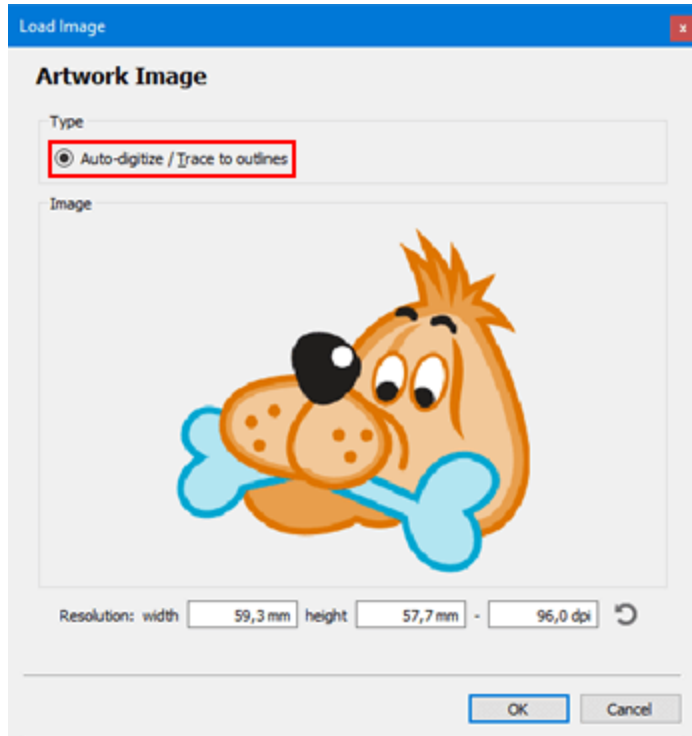 Load Image
x
Artwork Image
Type
Auto-digitize / Trace to outlines
Image
Resolution: width 59,3 mm height 57,7 mm - 96,0 dpi
OK Cancel